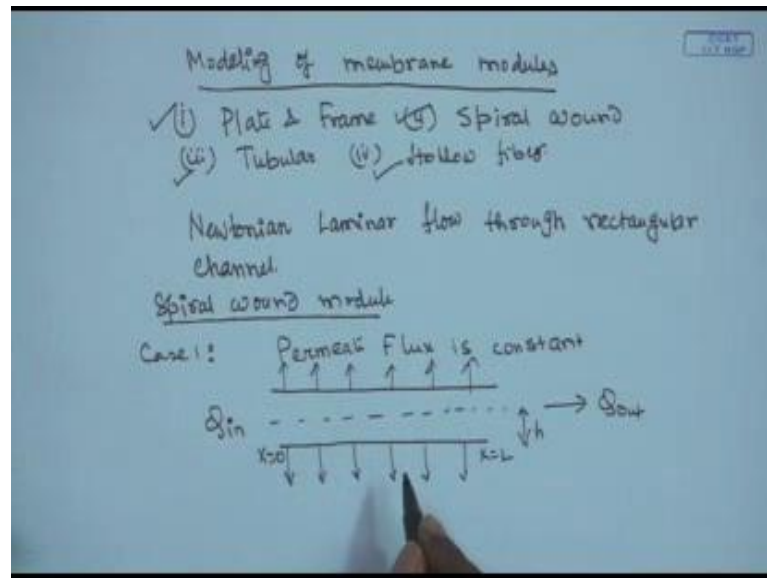 Modeling of membrane modules
(i) Plate & Frame (ii) Spiral wound
(iii) Tubular (iv) Hollow fiber
Newtonian Laminar flow through rectangular
channel.
Spiral wound module
Case 1: Permeate Flux is constant
Qin h → Qout
x=0 x=L